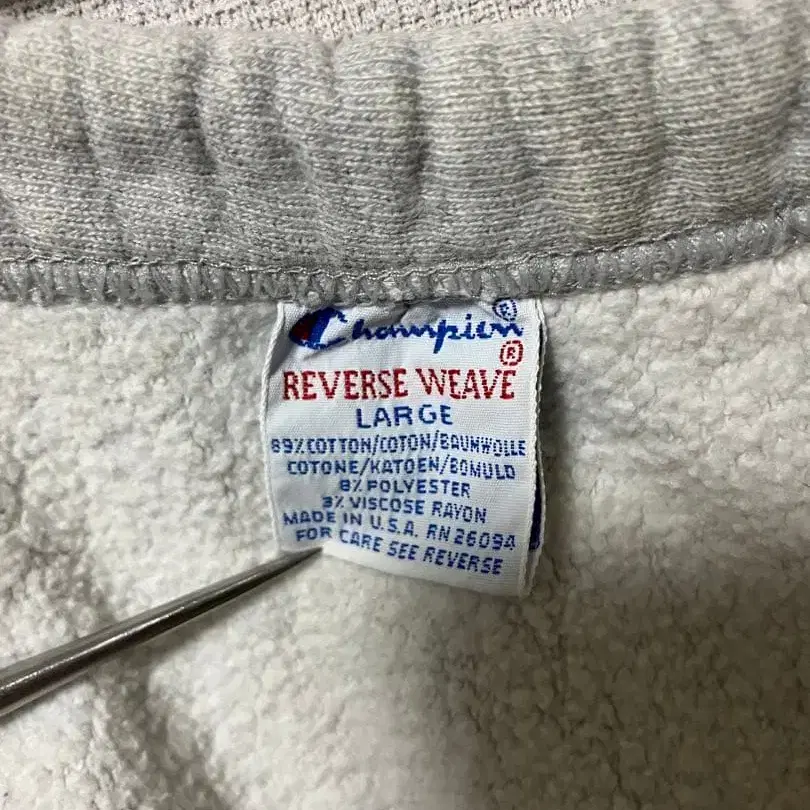 Champion®
REVERSE WEAVE®
LARGE
89% COTTON/COTON/BAUMWOLLE
COTONE/KATOEN/BOMULD
8% POLYESTER
3% VISCOSE RAYON
MADE IN U.S.A. RN 26094
FOR CARE SEE REVERSE